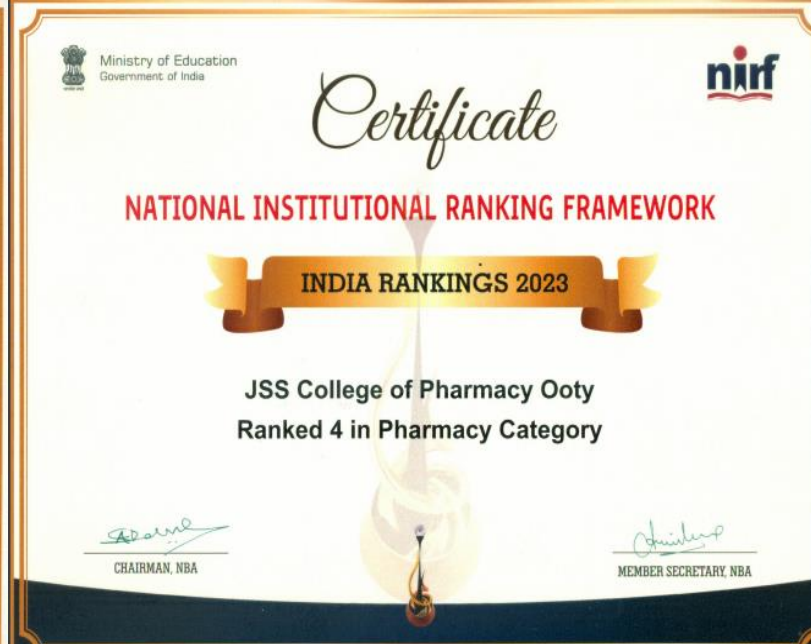 Ministry of Education
Government of India
nirf
Certificate
NATIONAL INSTITUTIONAL RANKING FRAMEWORK
INDIA RANKINGS 2023
JSS College of Pharmacy Ooty
Ranked 4 in Pharmacy Category
CHAIRMAN, NBA
MEMBER SECRETARY, NBA